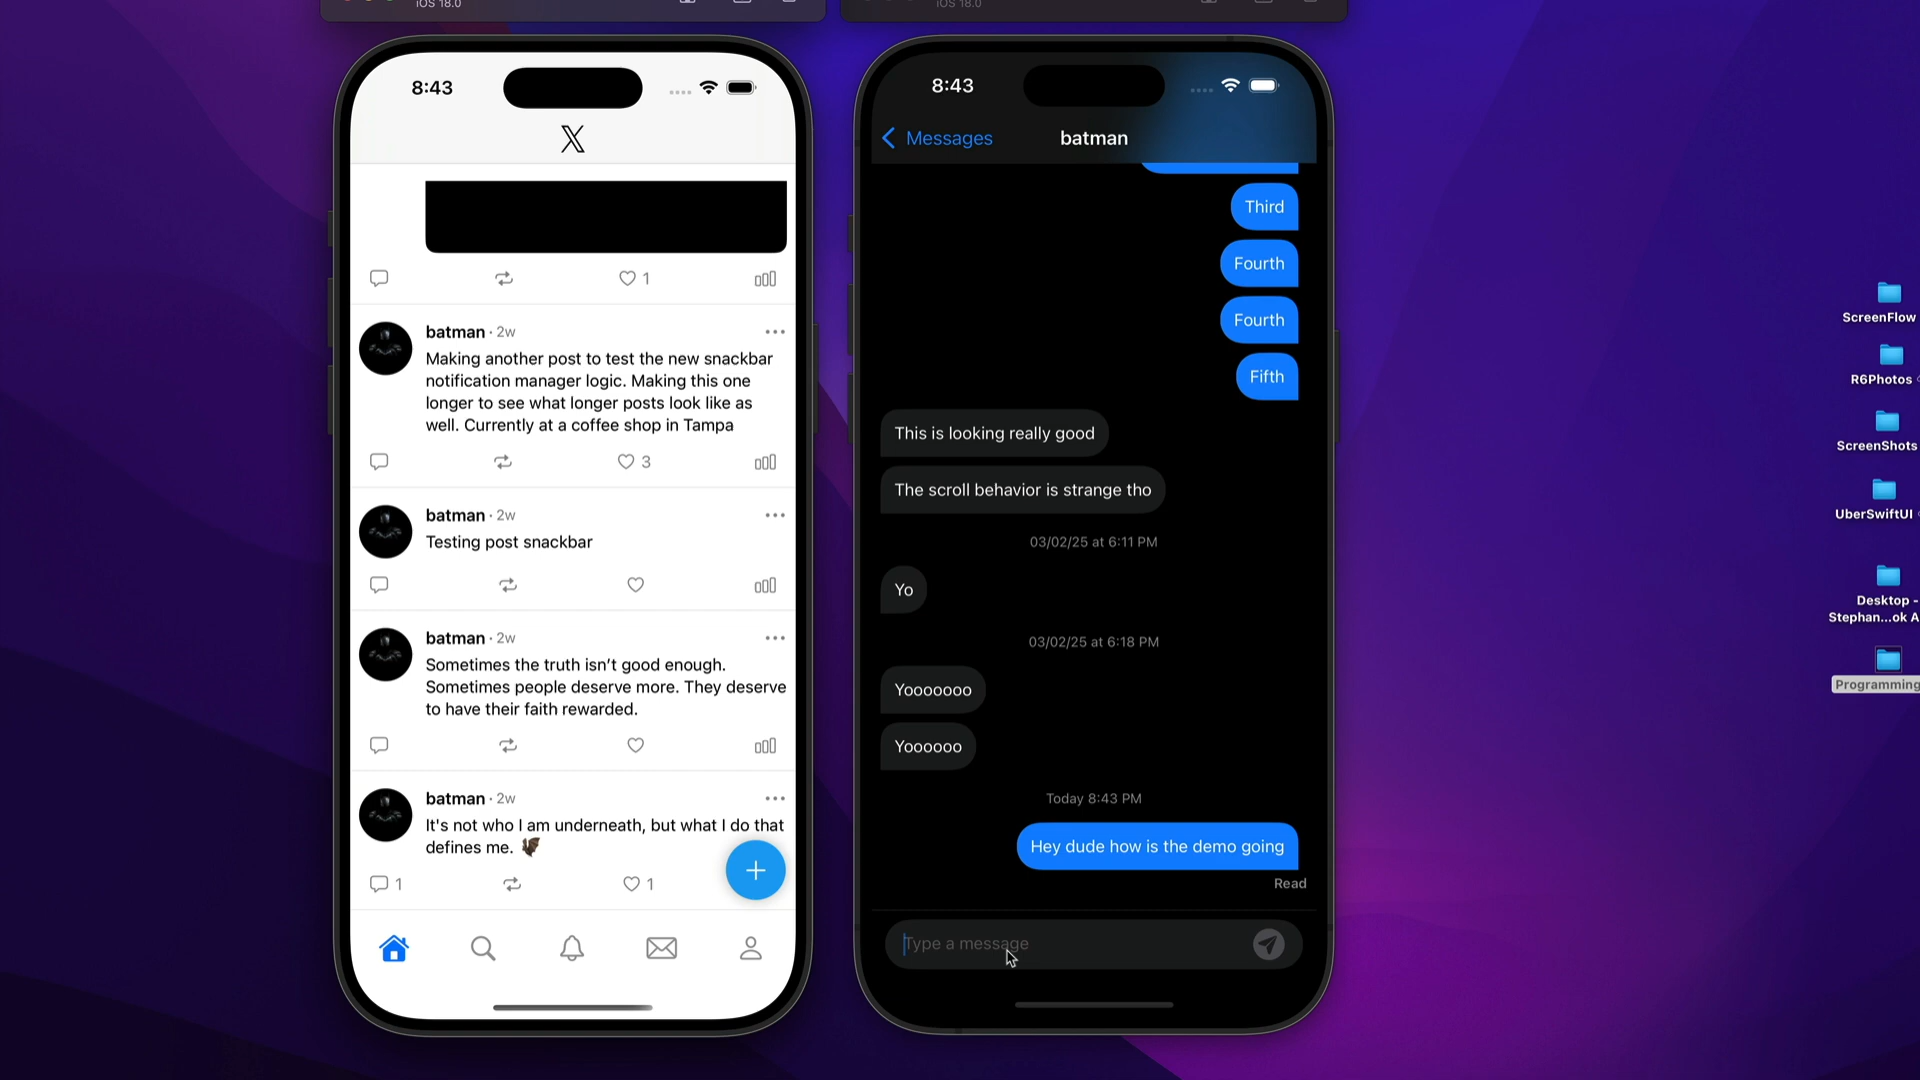 iOS 18.0
8:43
X
1
batman · 2w
Making another post to test the new snackbar
notification manager logic. Making this one
longer to see what longer posts look like as
well. Currently at a coffee shop in Tampa
3
batman · 2w
Testing post snackbar
batman · 2w
Sometimes the truth isn’t good enough.
Sometimes people deserve more. They deserve
to have their faith rewarded.
batman · 2w
It's not who I am underneath, but what I do that
defines me.
1
1
iOS 18.0
8:43
Messages
batman
Third
Fourth
Fourth
Fifth
This is looking really good
The scroll behavior is strange tho
03/02/25 at 6:11 PM
Yo
03/02/25 at 6:18 PM
Yooooooo
Yoooooo
Today 8:43 PM
Hey dude how is the demo going
Read
Type a message
ScreenFlow
R6Photos
ScreenShots
UberSwiftUI
Desktop -
Stephan...ok A
Programming